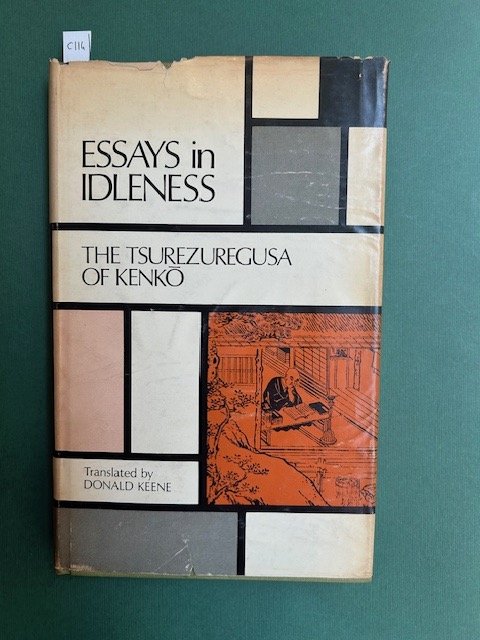 C114
ESSAYS in
IDLENESS
THE TSUREZUREGUSA
OF KENKŌ
Translated by
DONALD KEENE